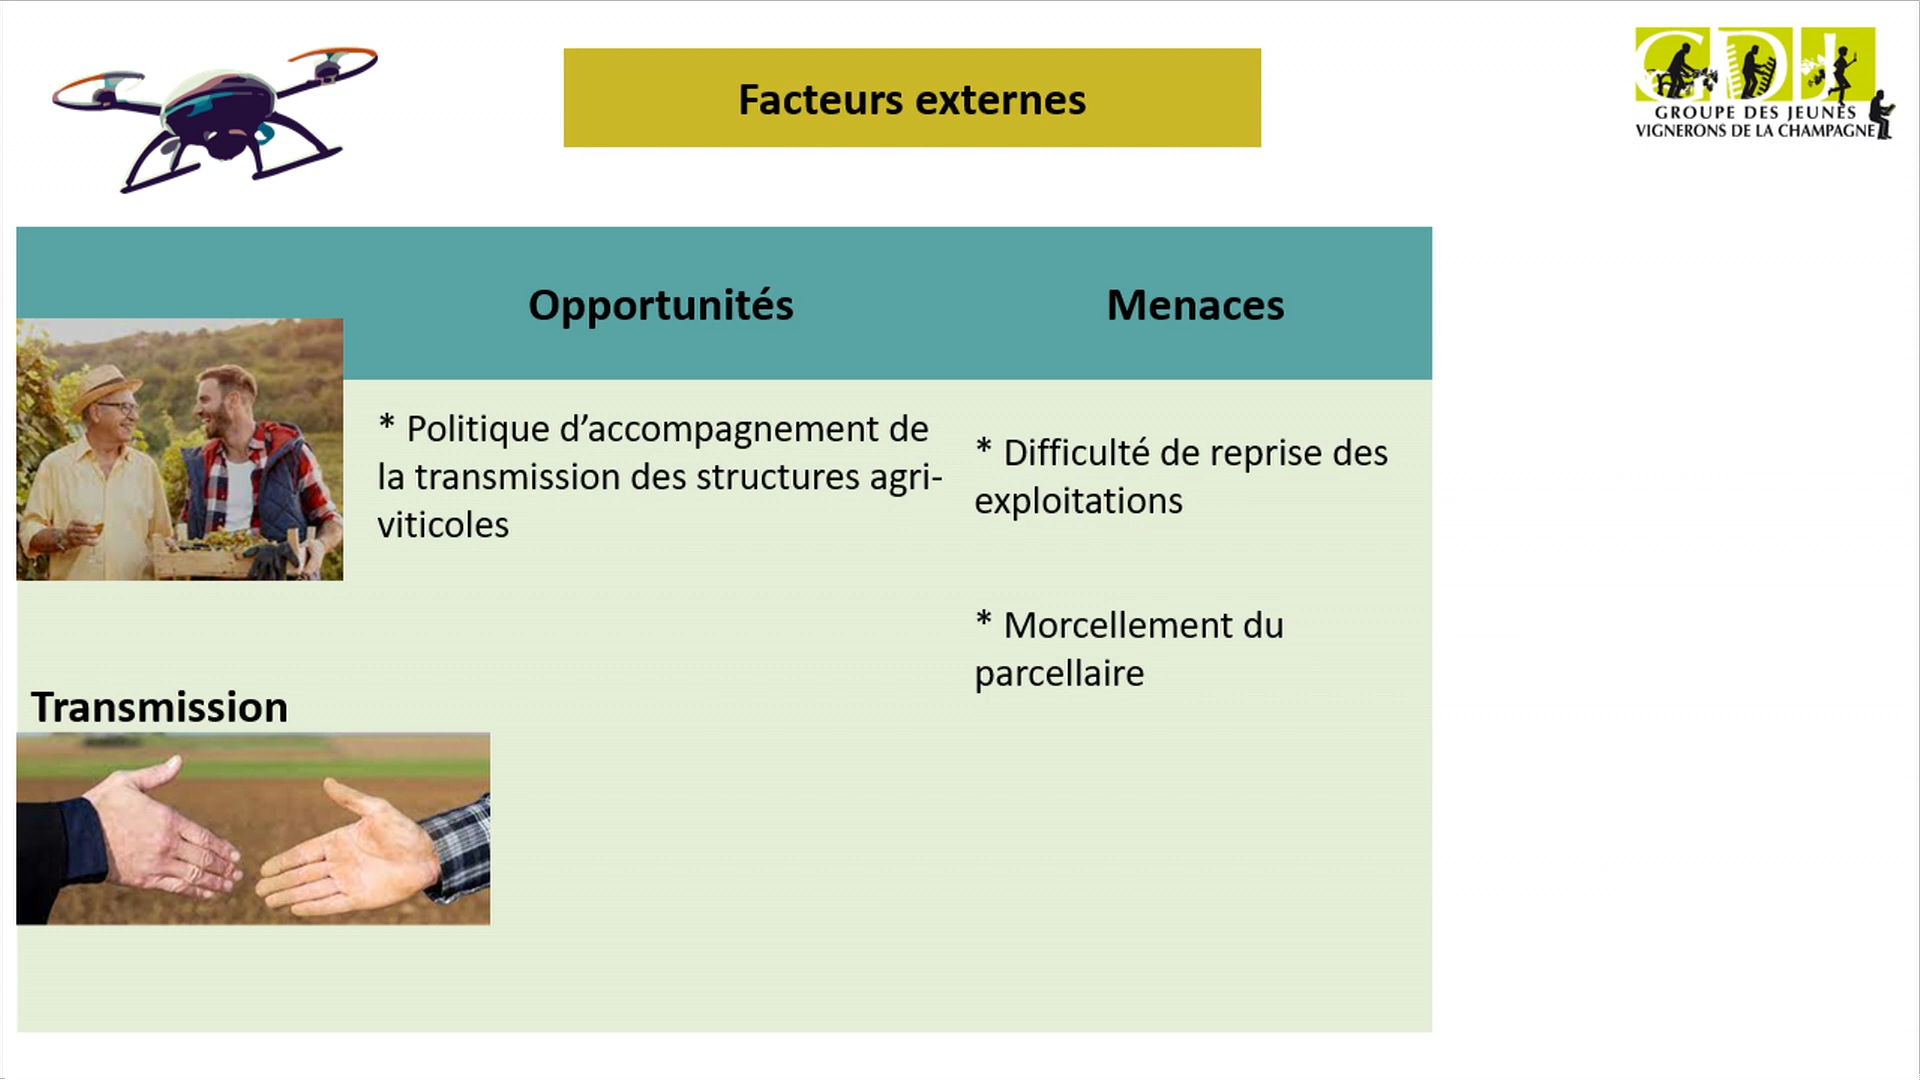 Facteurs externes
GDJ
GROUPE DES JEUNES
VIGNERONS DE LA CHAMPAGNE
Opportunités
Menaces
* Politique d’accompagnement de
la transmission des structures agri-
viticoles
* Difficulté de reprise des
exploitations
* Morcellement du
parcellaire
Transmission